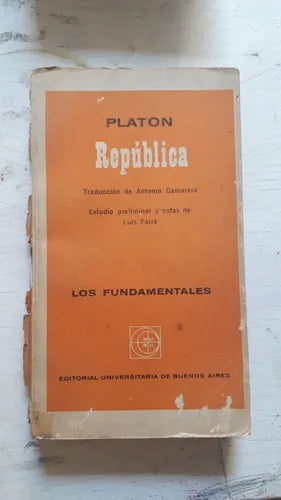 PLATON
República
Traducción de Antonio Camarero
Estudio preliminar y notas de
Luis Farré
LOS FUNDAMENTALES
EDITORIAL UNIVERSITARIA DE BUENOS AIRES